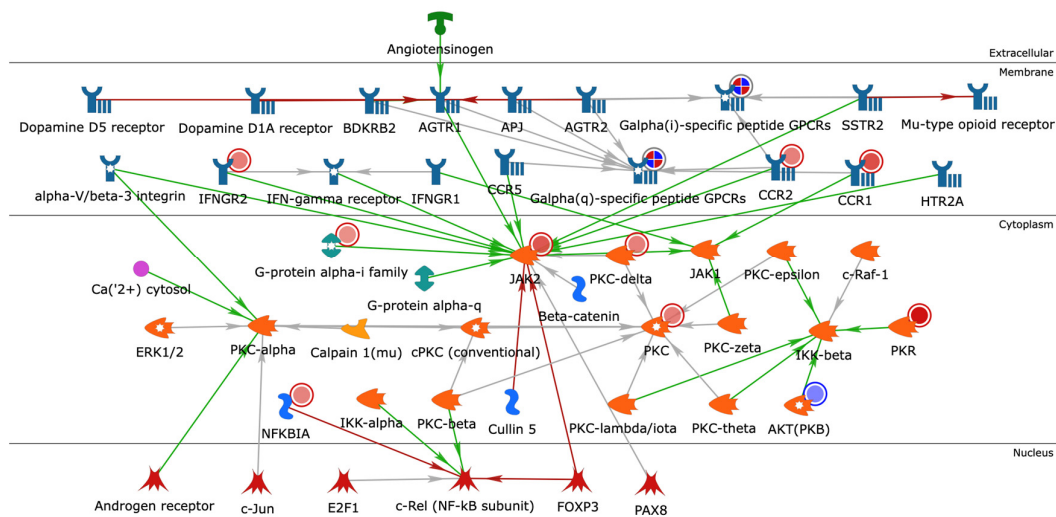 Angiotensinogen
Extracellular
Membrane
Dopamine D5 receptor
Dopamine D1A receptor
BDKRB2
AGTR1
APJ
AGTR2
Galpha(i)-specific peptide GPCRs
SSTR2
Mu-type opioid receptor
alpha-V/beta-3 integrin
IFNGR2
IFN-gamma receptor
IFNGR1
CCR5
Galpha(q)-specific peptide GPCRs
CCR2
CCR1
HTR2A
Cytoplasm
G-protein alpha-i family
JAK2
PKC-delta
JAK1
PKC-epsilon
c-Raf-1
Ca('2+) cytosol
G-protein alpha-q
Beta-catenin
ERK1/2
PKC-alpha
Calpain 1(mu)
cPKC (conventional)
PKC
PKC-zeta
IKK-beta
PKR
NFKBIA
IKK-alpha
PKC-beta
Cullin 5
PKC-lambda/iota
PKC-theta
AKT(PKB)
Nucleus
Androgen receptor
c-Jun
E2F1
c-Rel (NF-kB subunit)
FOXP3
PAX8